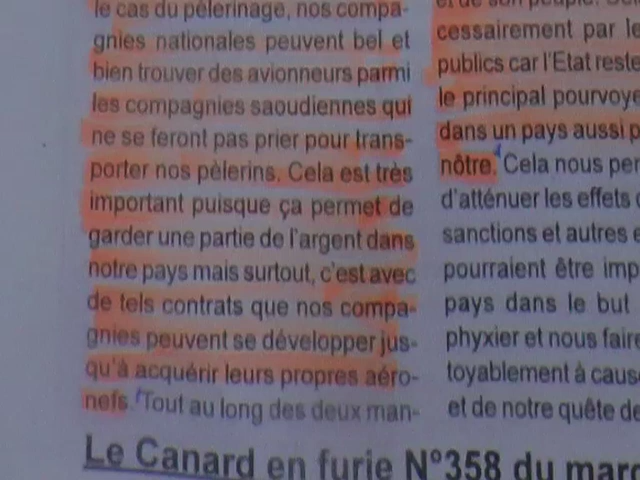 le cas du pèlerinage, nos compa-
gnies nationales peuvent bel et
bien trouver des avionneurs parmi
les compagnies saoudiennes qui
ne se feront pas prier pour trans-
porter nos pèlerins. Cela est très
important puisque ça permet de
garder une partie de l'argent dans
notre pays mais surtout, c'est avec
de tels contrats que nos compa-
gnies peuvent se développer jus-
qu'à acquérir leurs propres aéro-
nefs. Tout au long des deux man-
cessairement par le
publics car l'Etat reste
le principal pourvoye
dans un pays aussi p
nôtre. Cela nous per
d'atténuer les effets
sanctions et autres e
pourraient être imp
pays dans le but
phyxier et nous faire
toyablement à caus
et de notre quête de
Le Canard en furie N°358 du mar